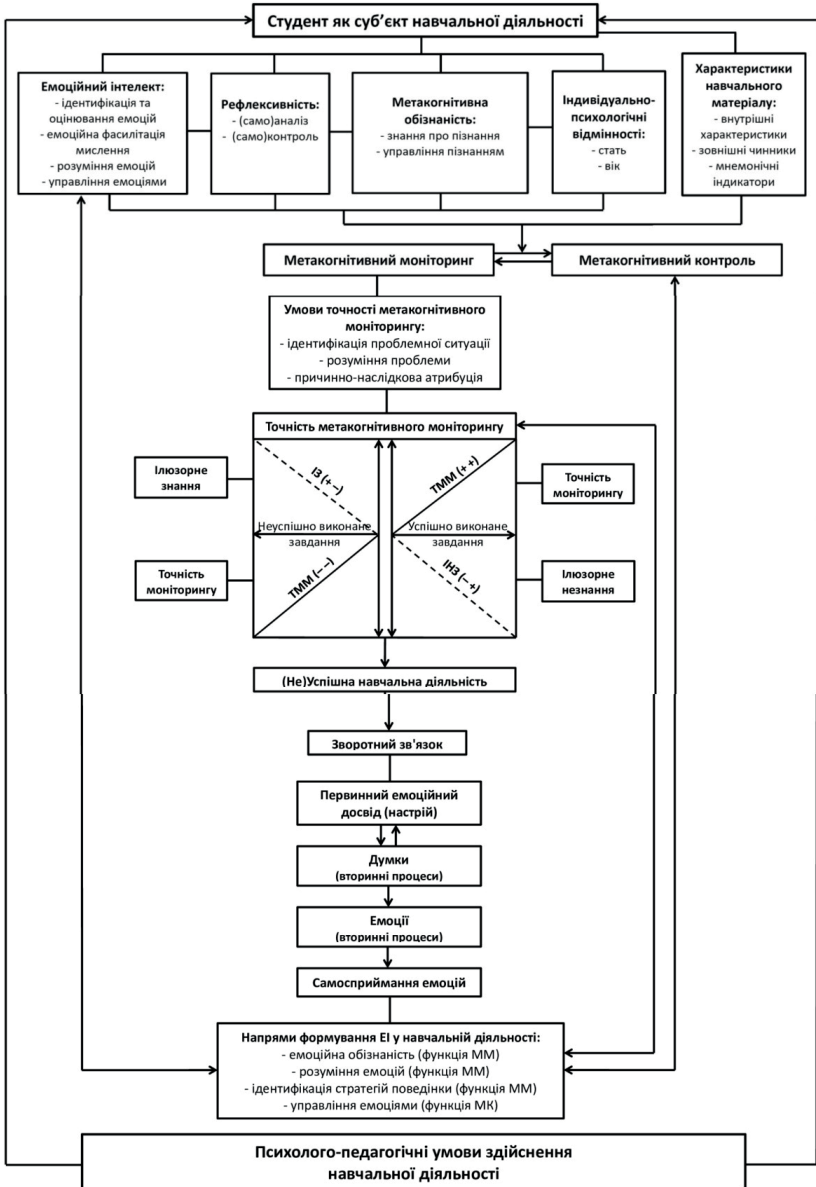 Студент як суб’єкт навчальної діяльності
Емоційний інтелект:
- ідентифікація та
оцінювання емоцій
- емоційна фасилітація
мислення
- розуміння емоцій
- управління емоціями
Рефлексивність:
- (само)аналіз
- (само)контроль
Метакогнітивна
обізнаність:
- знання про пізнання
- управління пізнанням
Індивідуально-
психологічні
відмінності:
- стать
- вік
Характеристики
навчального
матеріалу:
- внутрішні
характеристики
- зовнішні чинники
- мнемонічні
індикатори
Метакогнітивний моніторинг
Метакогнітивний контроль
Умови точності метакогнітивного
моніторингу:
- ідентифікація проблемної ситуації
- розуміння проблеми
- причинно-наслідкова атрибуція
Точність метакогнітивного моніторингу
Ілюзорне
знання
ІЗ (+ –)
ТММ (+ +)
Точність
моніторингу
Неуспішно виконане
завдання
Успішно виконане
завдання
Точність
моніторингу
ТММ (– –)
ІНЗ (– +)
Ілюзорне
незнання
(Не)Успішна навчальна діяльність
Зворотний зв'язок
Первинний емоційний
досвід (настрій)
Думки
(вторинні процеси)
Емоції
(вторинні процеси)
Самосприймання емоцій
Напрями формування ЕІ у навчальній діяльності:
- емоційна обізнаність (функція ММ)
- розуміння емоцій (функція ММ)
- ідентифікація стратегій поведінки (функція ММ)
- управління емоціями (функція МК)
Психолого-педагогічні умови здійснення
навчальної діяльності